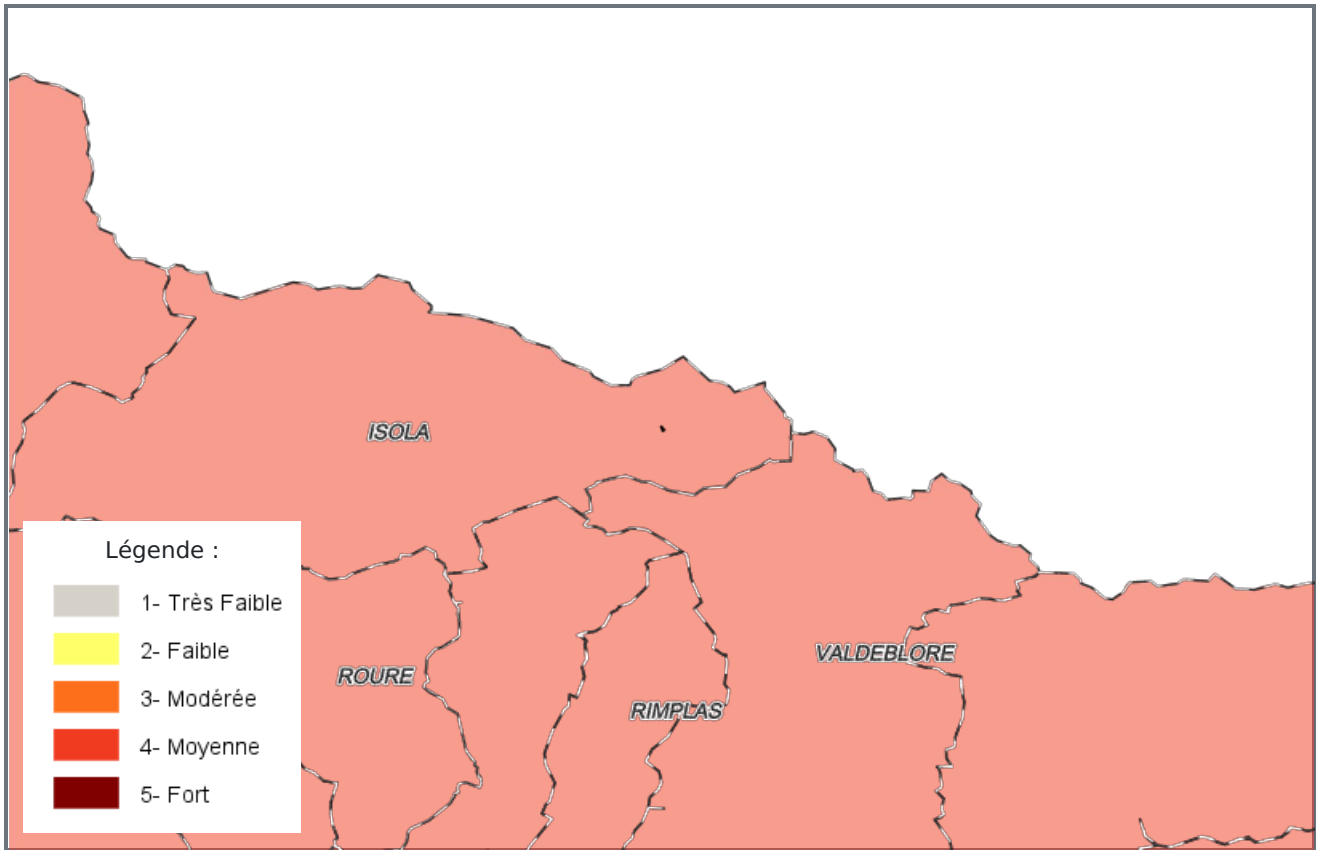 ISOLA
Légende :
1- Très Faible
2- Faible
3- Modérée
4- Moyenne
5- Fort
ROURE
VALDEBLORE
RIMPLAS